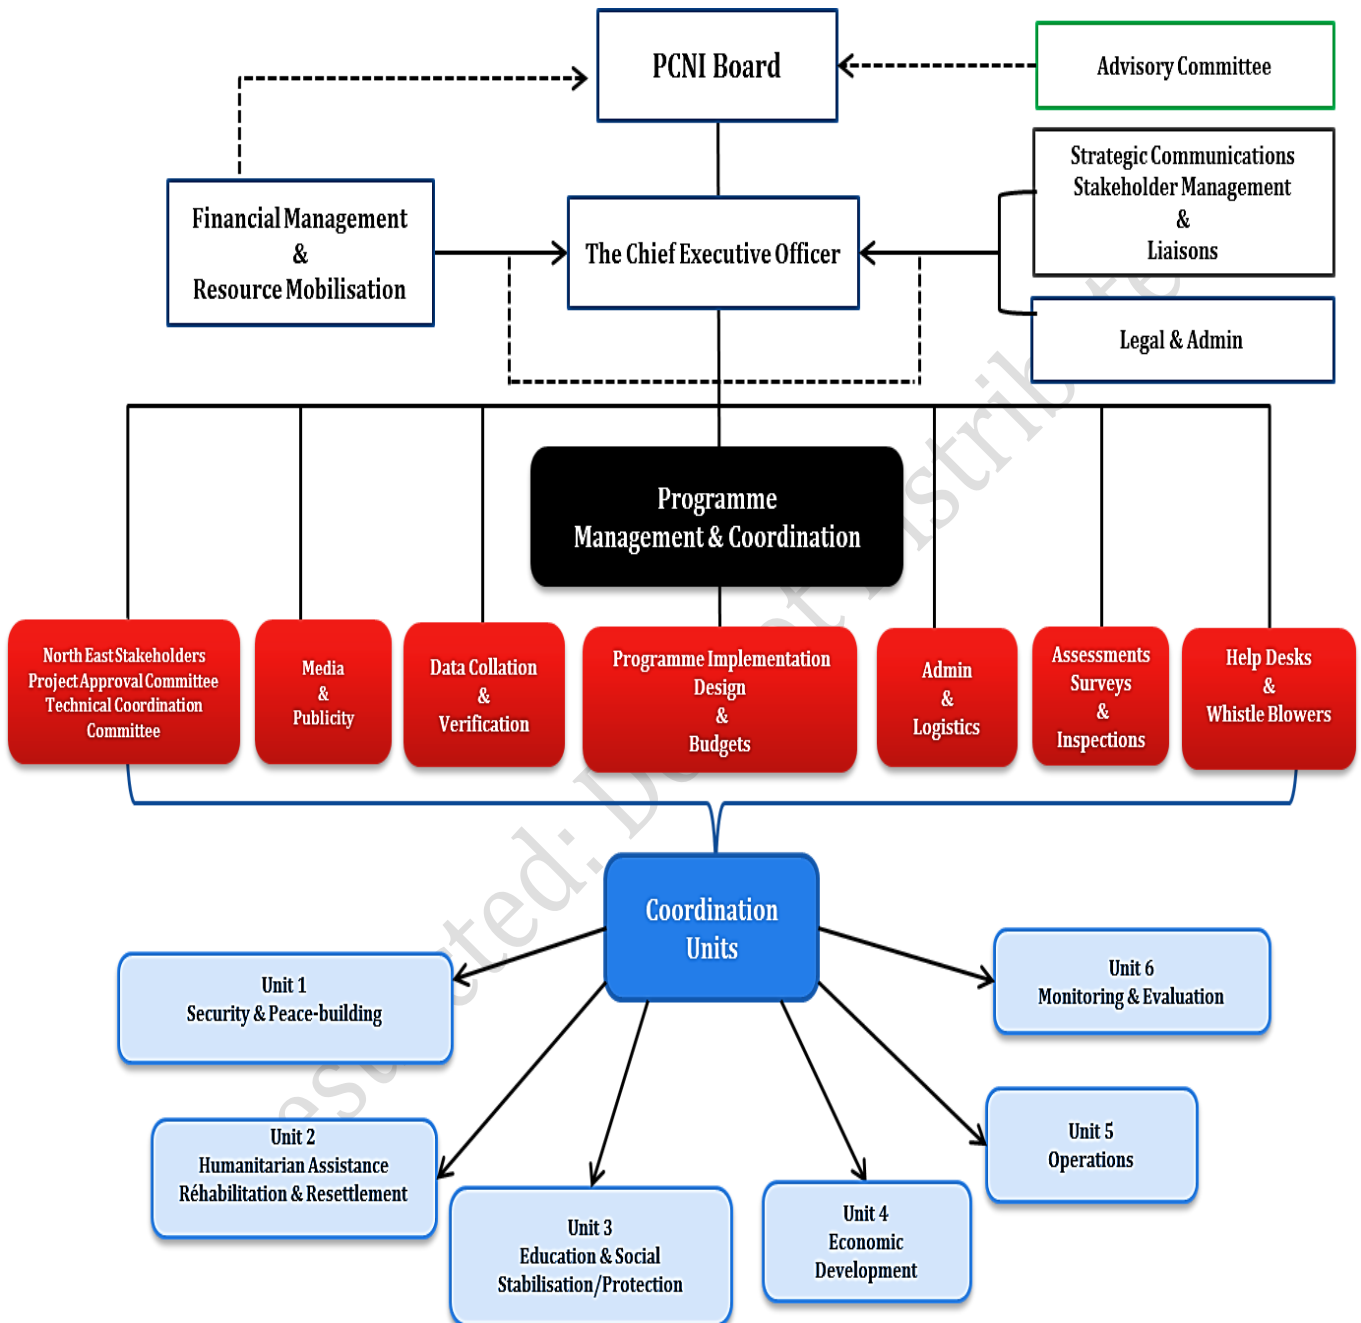 PCNI Board
Advisory Committee
Strategic Communications
Stakeholder Management
&
Liaisons
Financial Management
&
Resource Mobilisation
The Chief Executive Officer
Legal & Admin
Programme
Management & Coordination
North East Stakeholders
Project Approval Committee
Technical Coordination
Committee
Media
&
Publicity
Data Collation
&
Verification
Programme Implementation
Design
&
Budgets
Admin
&
Logistics
Assessments
Surveys
&
Inspections
Help Desks
&
Whistle Blowers
Coordination
Units
Unit 1
Security & Peace-building
Unit 2
Humanitarian Assistance
Réhabilitation & Resettlement
Unit 3
Education & Social
Stabilisation/Protection
Unit 4
Economic
Development
Unit 5
Operations
Unit 6
Monitoring & Evaluation